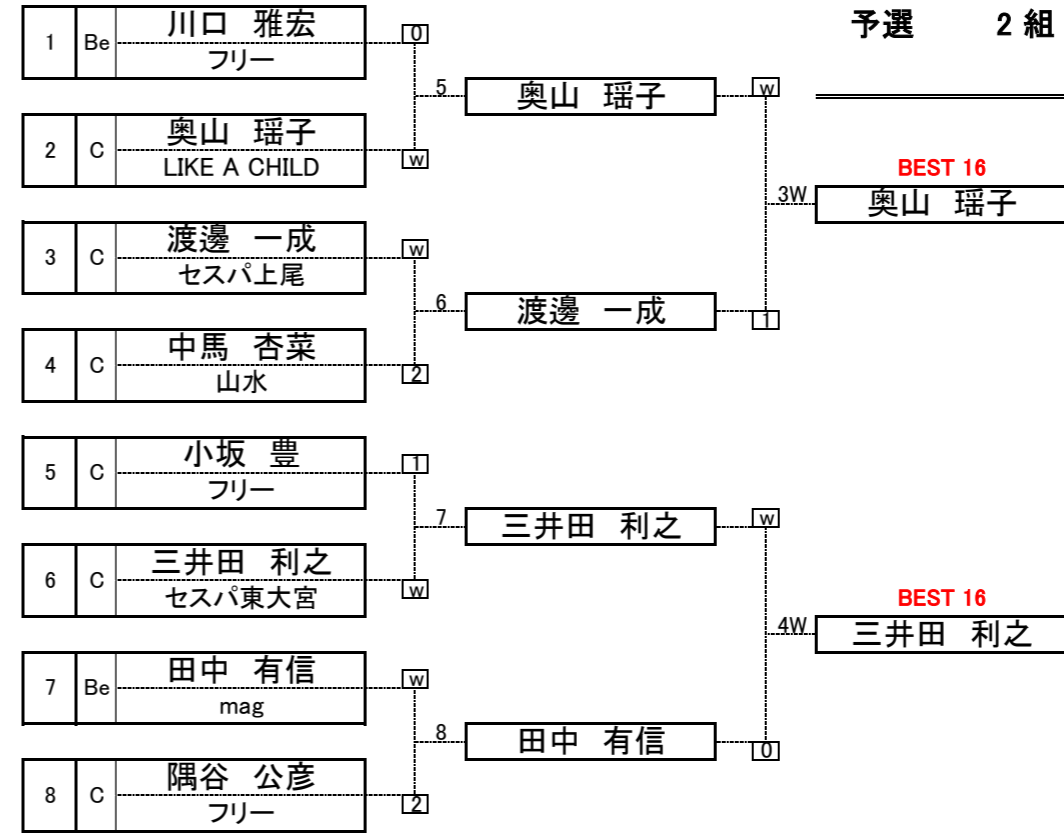 予選 2 組
1 Be 川口 雅宏 0
フリー
5 奥山 瑶子 w
2 C 奥山 瑶子 w
LIKE A CHILD
BEST 16
3W 奥山 瑶子
3 C 渡邊 一成 w
セスパ上尾
6 渡邊 一成 1
4 C 中馬 杏菜 2
山水
5 C 小坂 豊 1
フリー
7 三井田 利之 w
6 C 三井田 利之 w
セスパ東大宮
BEST 16
4W 三井田 利之
7 Be 田中 有信 w
mag
8 田中 有信 0
8 C 隅谷 公彦 2
フリー